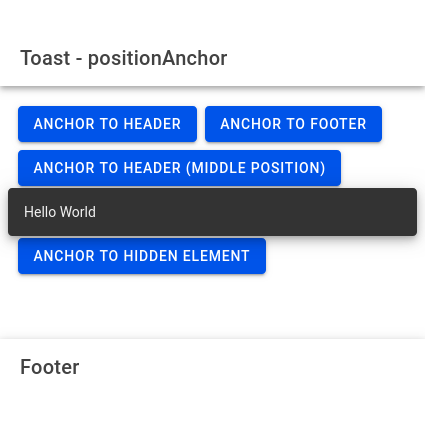 Toast - positionAnchor
ANCHOR TO HEADER ANCHOR TO FOOTER
ANCHOR TO HEADER (MIDDLE POSITION)
Hello World
ANCHOR TO HIDDEN ELEMENT
Footer